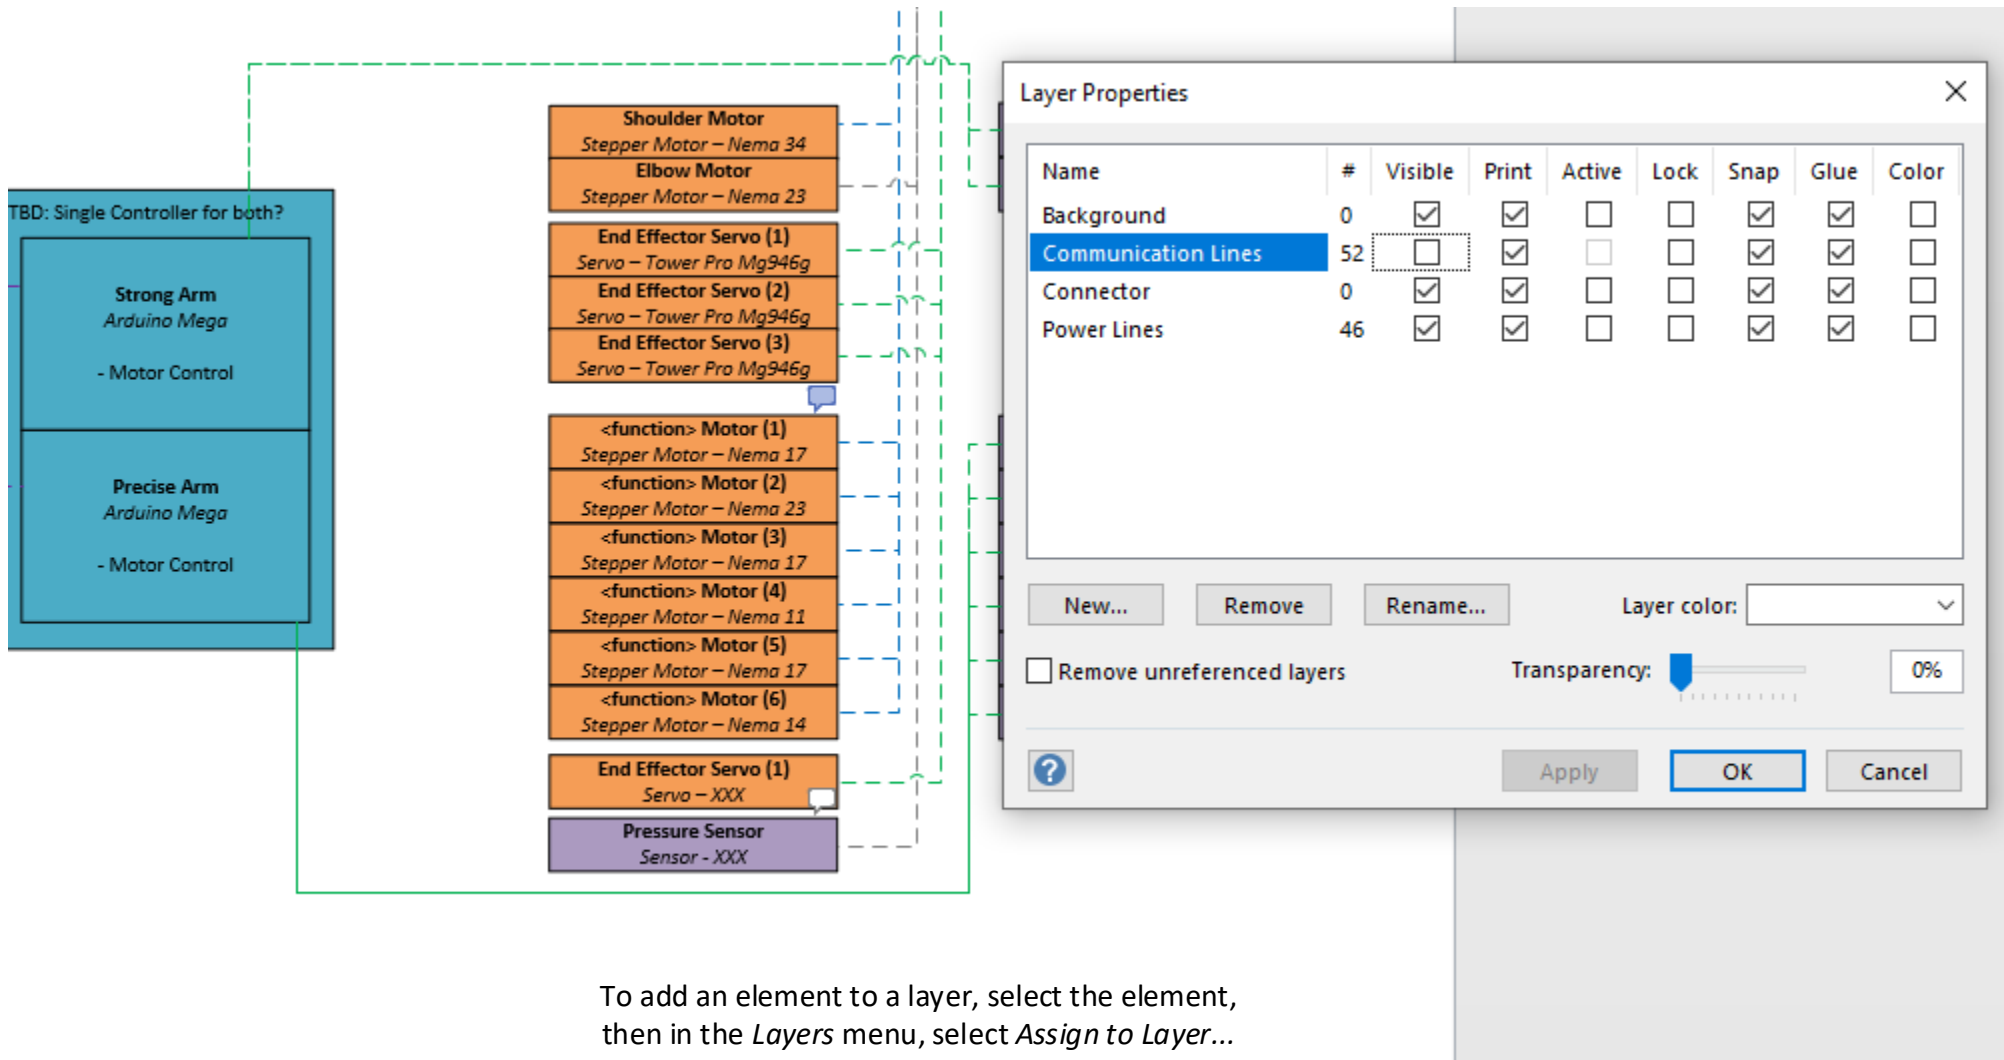 TBD: Single Controller for both?
Strong Arm
Arduino Mega
- Motor Control
Precise Arm
Arduino Mega
- Motor Control
Shoulder Motor
Stepper Motor – Nema 34
Elbow Motor
Stepper Motor – Nema 23
End Effector Servo (1)
Servo – Tower Pro Mg946g
End Effector Servo (2)
Servo – Tower Pro Mg946g
End Effector Servo (3)
Servo – Tower Pro Mg946g
<function> Motor (1)
Stepper Motor – Nema 17
<function> Motor (2)
Stepper Motor – Nema 23
<function> Motor (3)
Stepper Motor – Nema 17
<function> Motor (4)
Stepper Motor – Nema 11
<function> Motor (5)
Stepper Motor – Nema 17
<function> Motor (6)
Stepper Motor – Nema 14
End Effector Servo (1)
Servo – XXX
Pressure Sensor
Sensor - XXX
Layer Properties
Name # Visible Print Active Lock Snap Glue Color
Background 0
Communication Lines 52
Connector 0
Power Lines 46
New... Remove Rename... Layer color:
Remove unreferenced layers Transparency: 0%
? Apply OK Cancel
To add an element to a layer, select the element,
then in the Layers menu, select Assign to Layer...